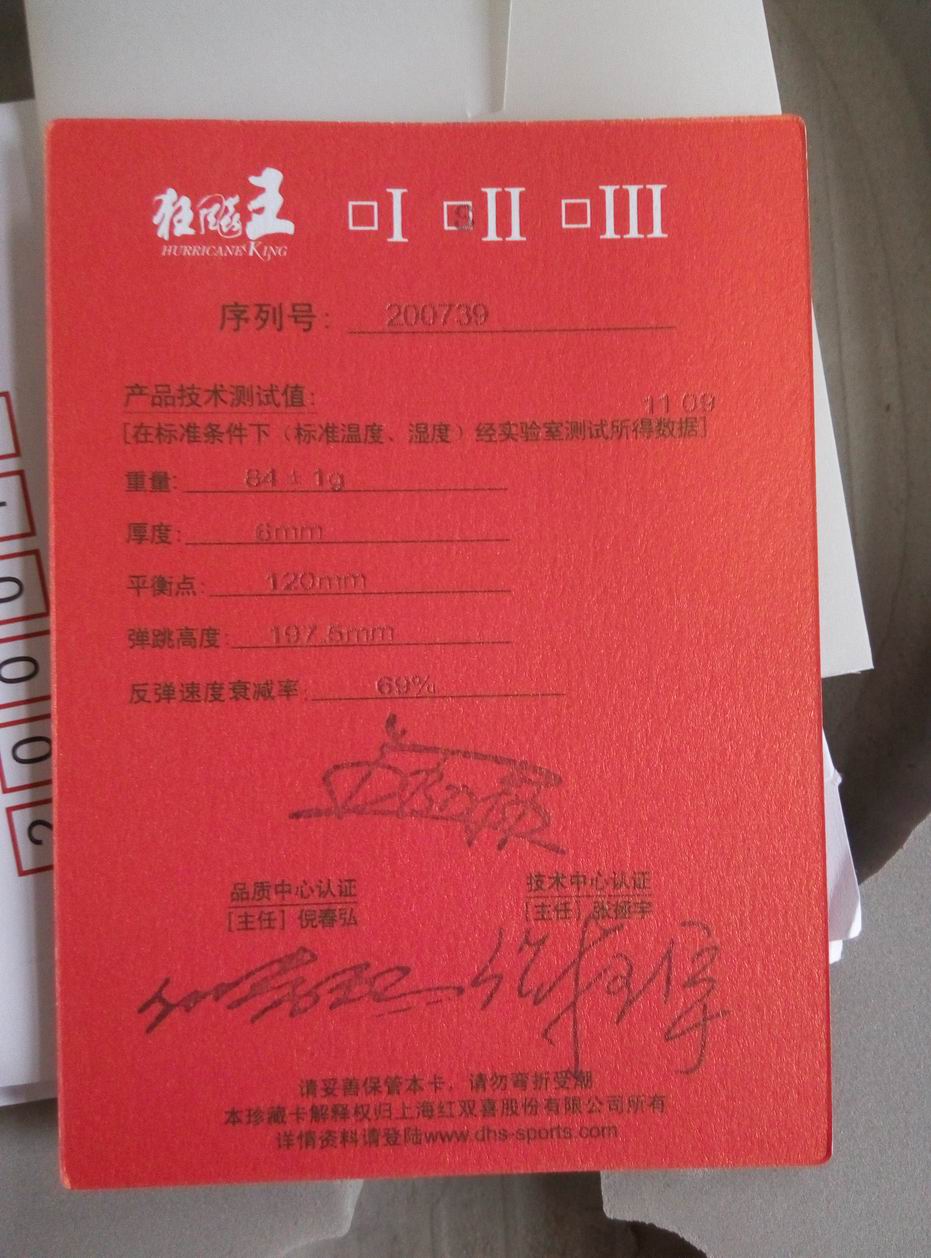 狂飚王 □I □S II □III
HURRICANE KING
序列号: 200739
产品技术测试值:
11 09
[在标准条件下（标准温度、湿度）经实验室测试所得数据]
重量: 84 ± 1g
厚度: 6mm
平衡点: 120mm
弹跳高度: 197.5mm
反弹速度衰减率: 69%
品质中心认证 技术中心认证
[主任] 倪春弘 [主任] 张摇宇
请妥善保管本卡，请勿弯折受潮
本珍藏卡解释权归上海红双喜股份有限公司所有
详情资料请登陆www.dhs-sports.com
2 0 0